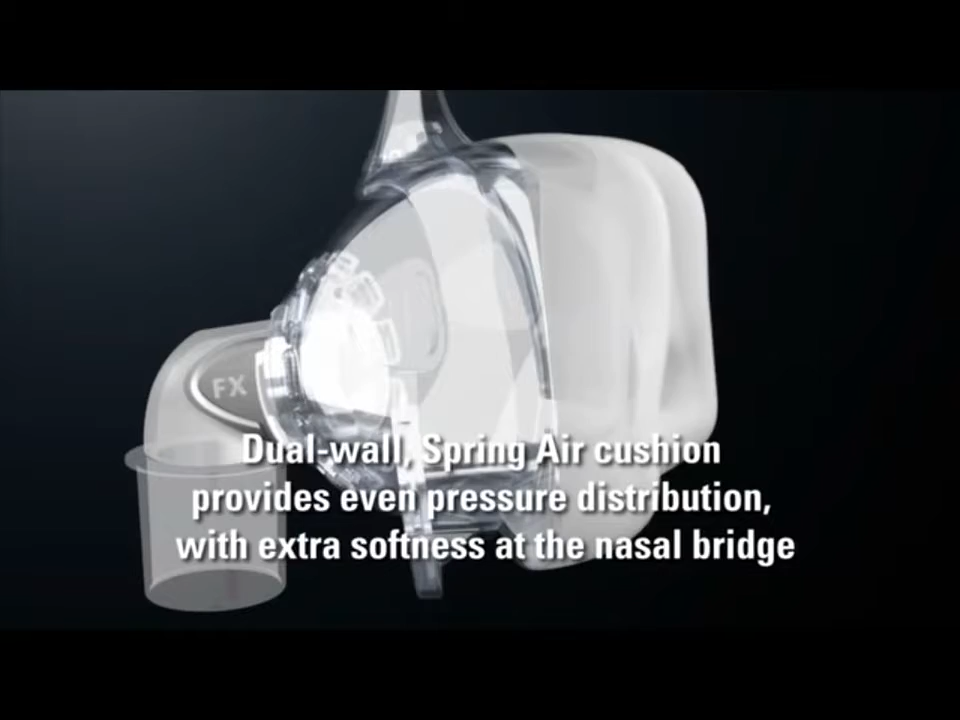 FX
Dual-wall, Spring Air cushion
provides even pressure distribution,
with extra softness at the nasal bridge